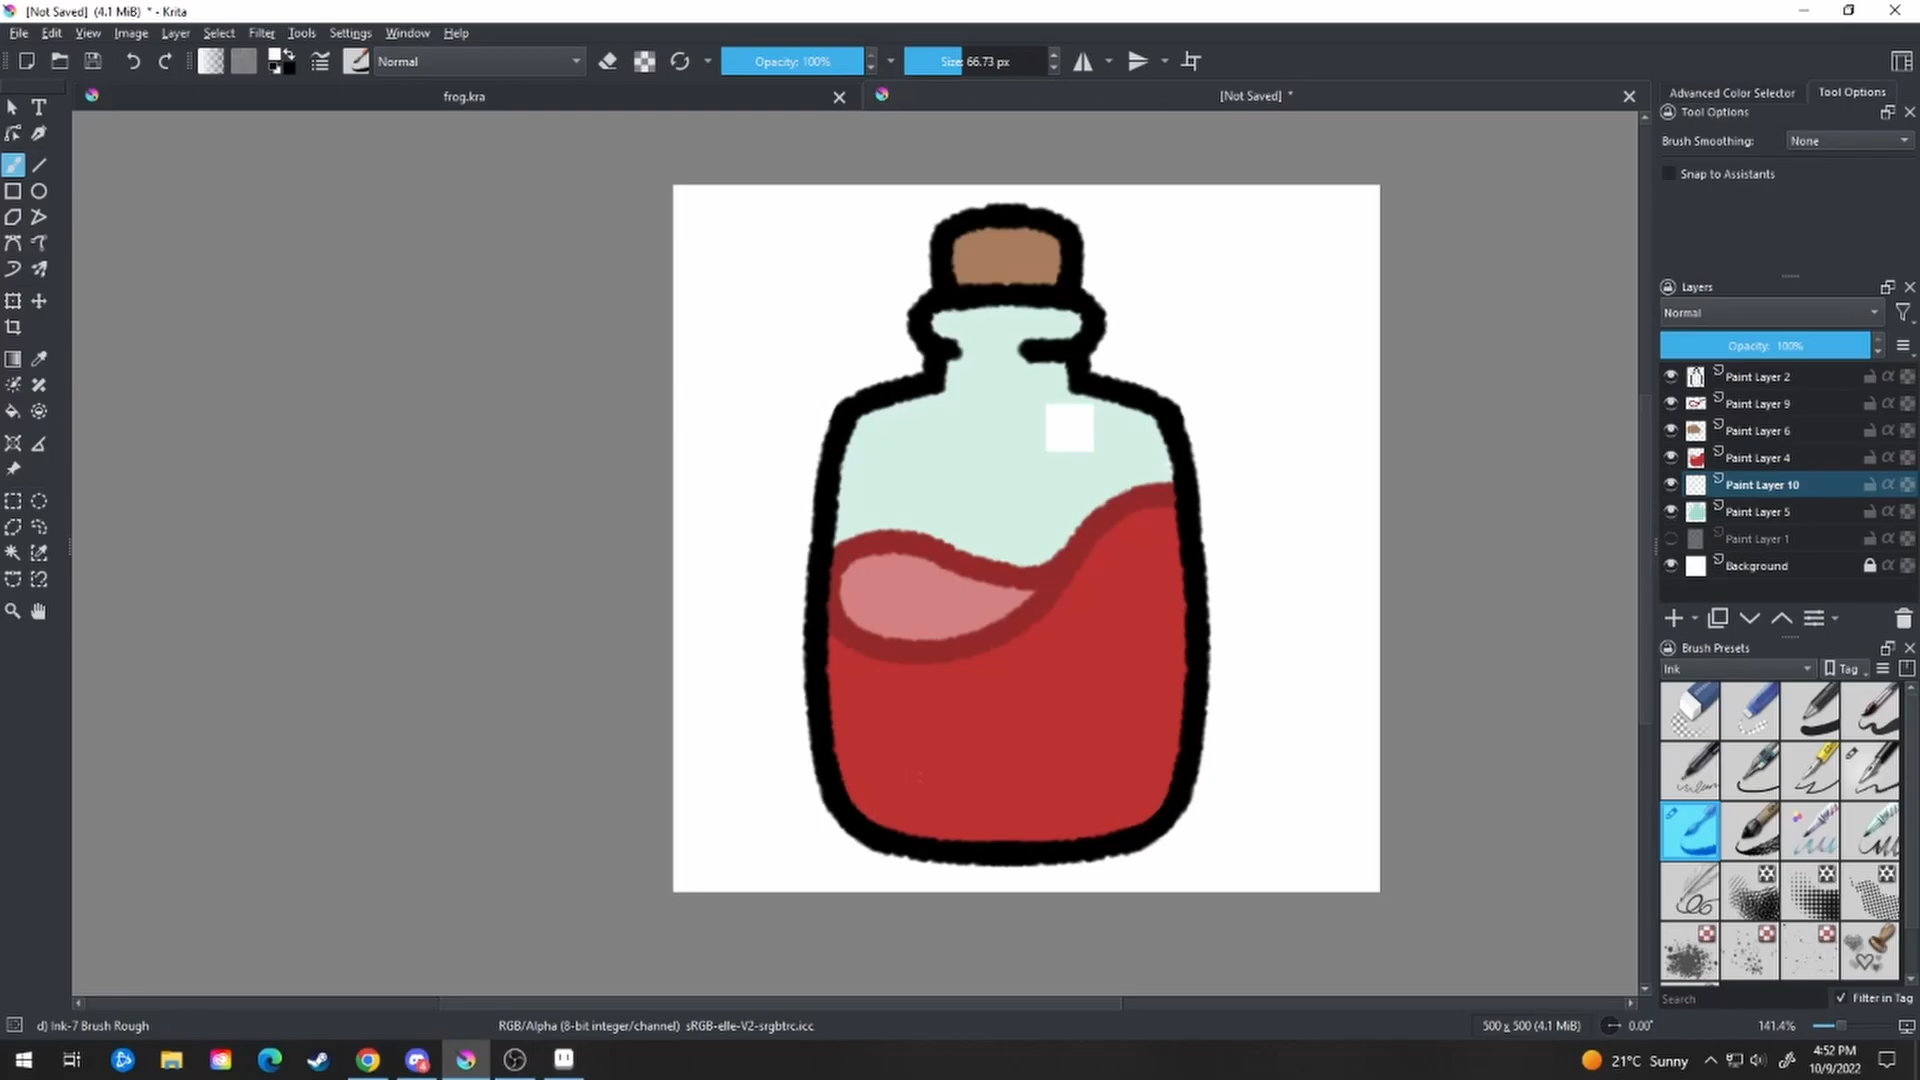 [Not Saved] (4.1 MiB) * - Krita
File Edit View Image Layer Select Filter Tools Settings Window Help
Normal
Opacity: 100%
Size: 66.73 px
frog.kra
[Not Saved] *
Advanced Color Selector
Tool Options
Tool Options
Brush Smoothing:
None
Snap to Assistants
Layers
Normal
Opacity: 100%
Paint Layer 2
Paint Layer 9
Paint Layer 6
Paint Layer 4
Paint Layer 10
Paint Layer 5
Paint Layer 1
Background
Brush Presets
Ink
Tag
Search
Filter in Tag
d) Ink-7 Brush Rough
RGB/Alpha (8-bit integer/channel) sRGB-elle-V2-srgbtrc.icc
500 x 500 (4.1 MiB)
0.00°
141.4%
21°C Sunny
4:52 PM
10/9/2022